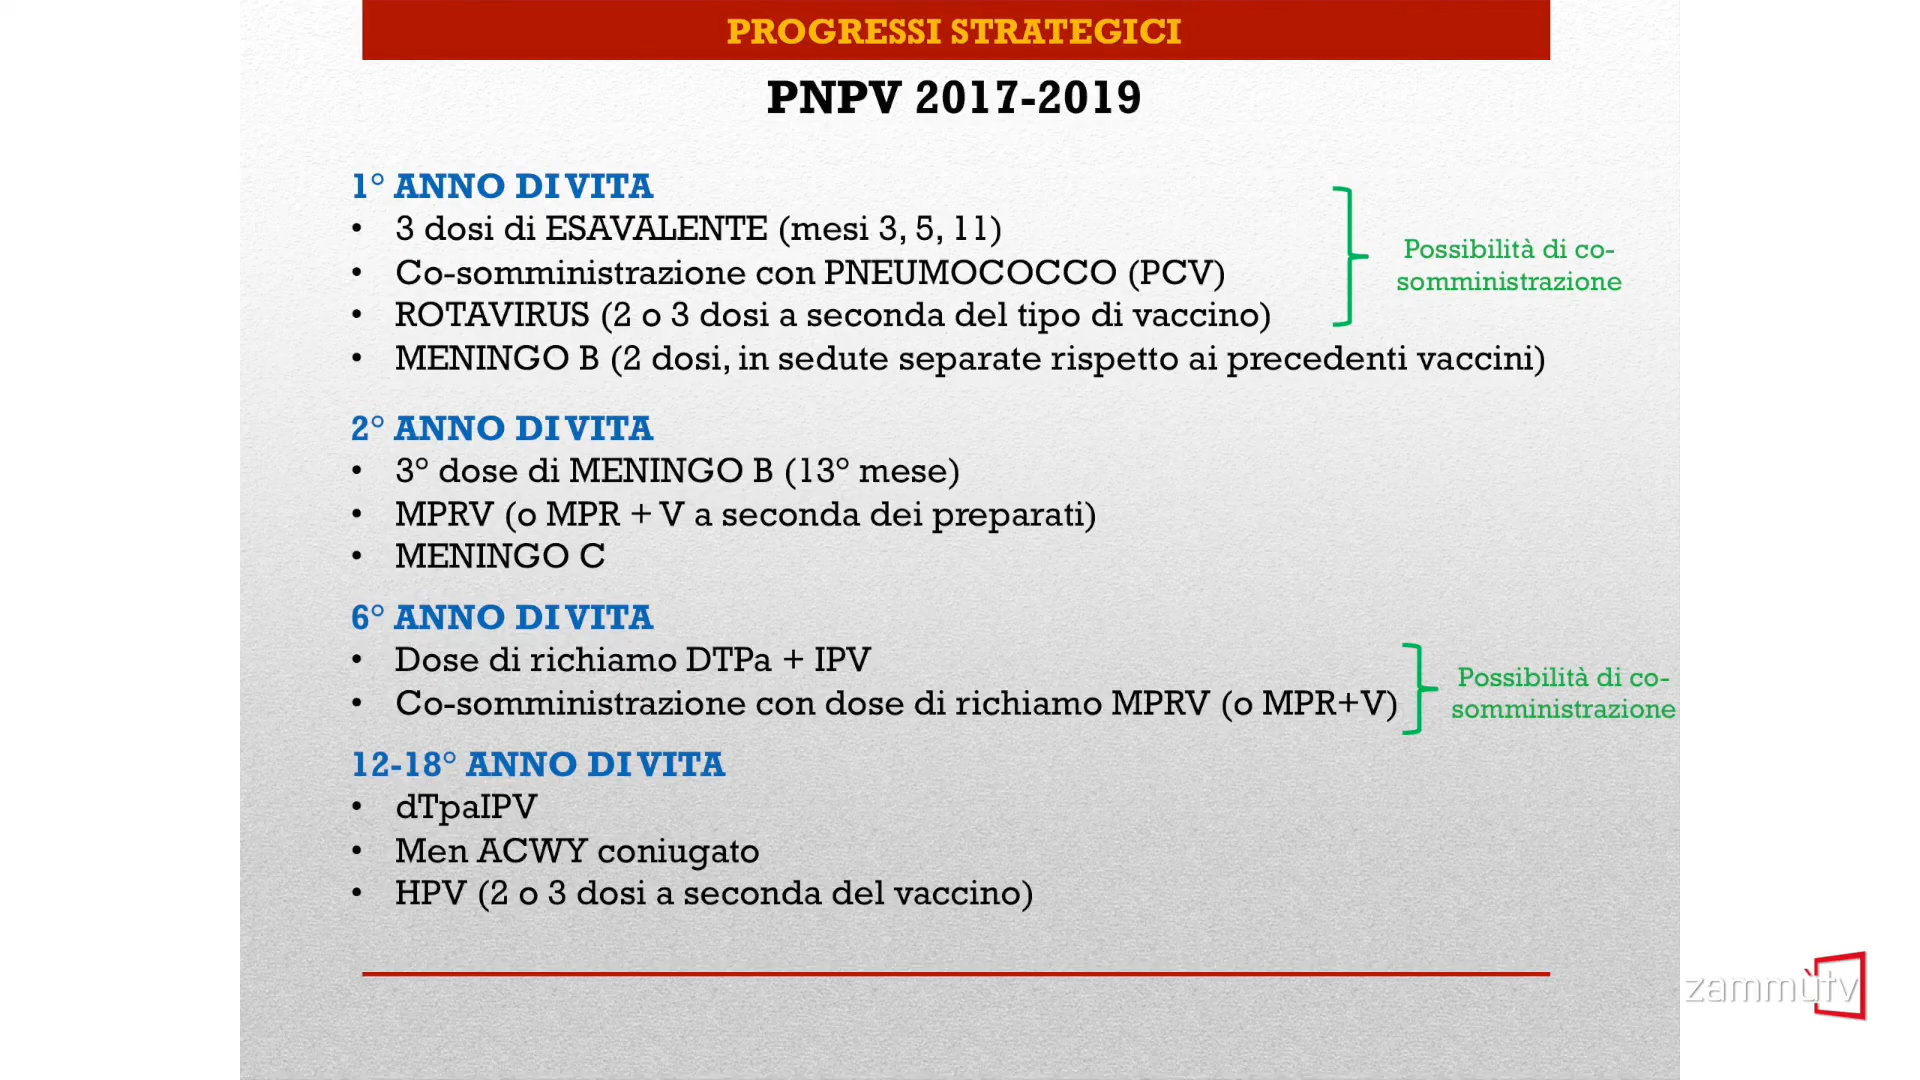 PROGRESSI STRATEGICI
PNPV 2017-2019
1° ANNO DI VITA
• 3 dosi di ESAVALENTE (mesi 3, 5, 11)
• Co-somministrazione con PNEUMOCOCCO (PCV)
• ROTAVIRUS (2 o 3 dosi a seconda del tipo di vaccino)
Possibilità di co-
somministrazione
• MENINGO B (2 dosi, in sedute separate rispetto ai precedenti vaccini)
2° ANNO DI VITA
• 3° dose di MENINGO B (13° mese)
• MPRV (o MPR + V a seconda dei preparati)
• MENINGO C
6° ANNO DI VITA
• Dose di richiamo DTPa + IPV
• Co-somministrazione con dose di richiamo MPRV (o MPR+V)
Possibilità di co-
somministrazione
12-18° ANNO DI VITA
• dTpaIPV
• Men ACWY coniugato
• HPV (2 o 3 dosi a seconda del vaccino)
zammùtv